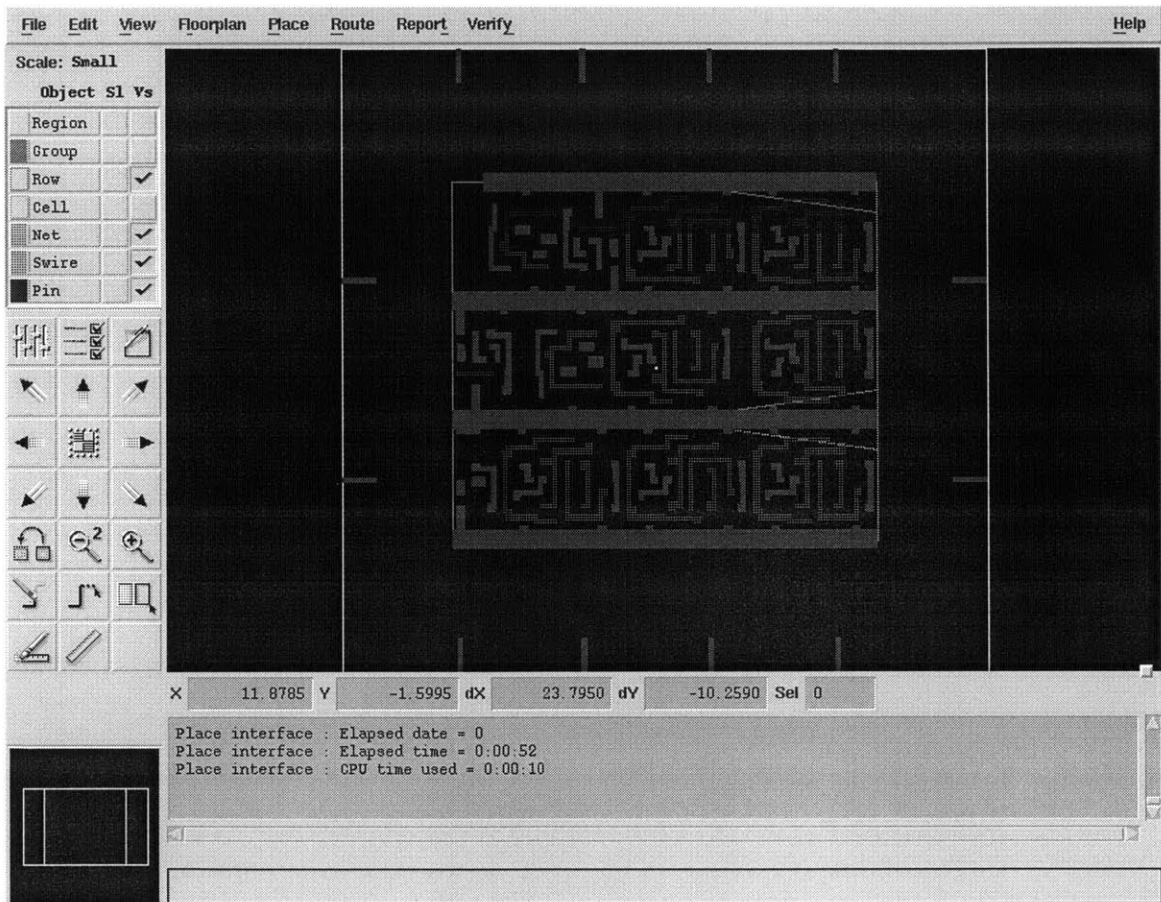 File Edit View Floorplan Place Route Report Verify Help
Scale: Small
Object Sl Vs
Region
Group
Row
Cell
Net
Swire
Pin
2
X 11.8785 Y -1.5995 dX 23.7950 dY -10.2590 Sel 0
Place interface : Elapsed date = 0
Place interface : Elapsed time = 0:00:52
Place interface : CPU time used = 0:00:10